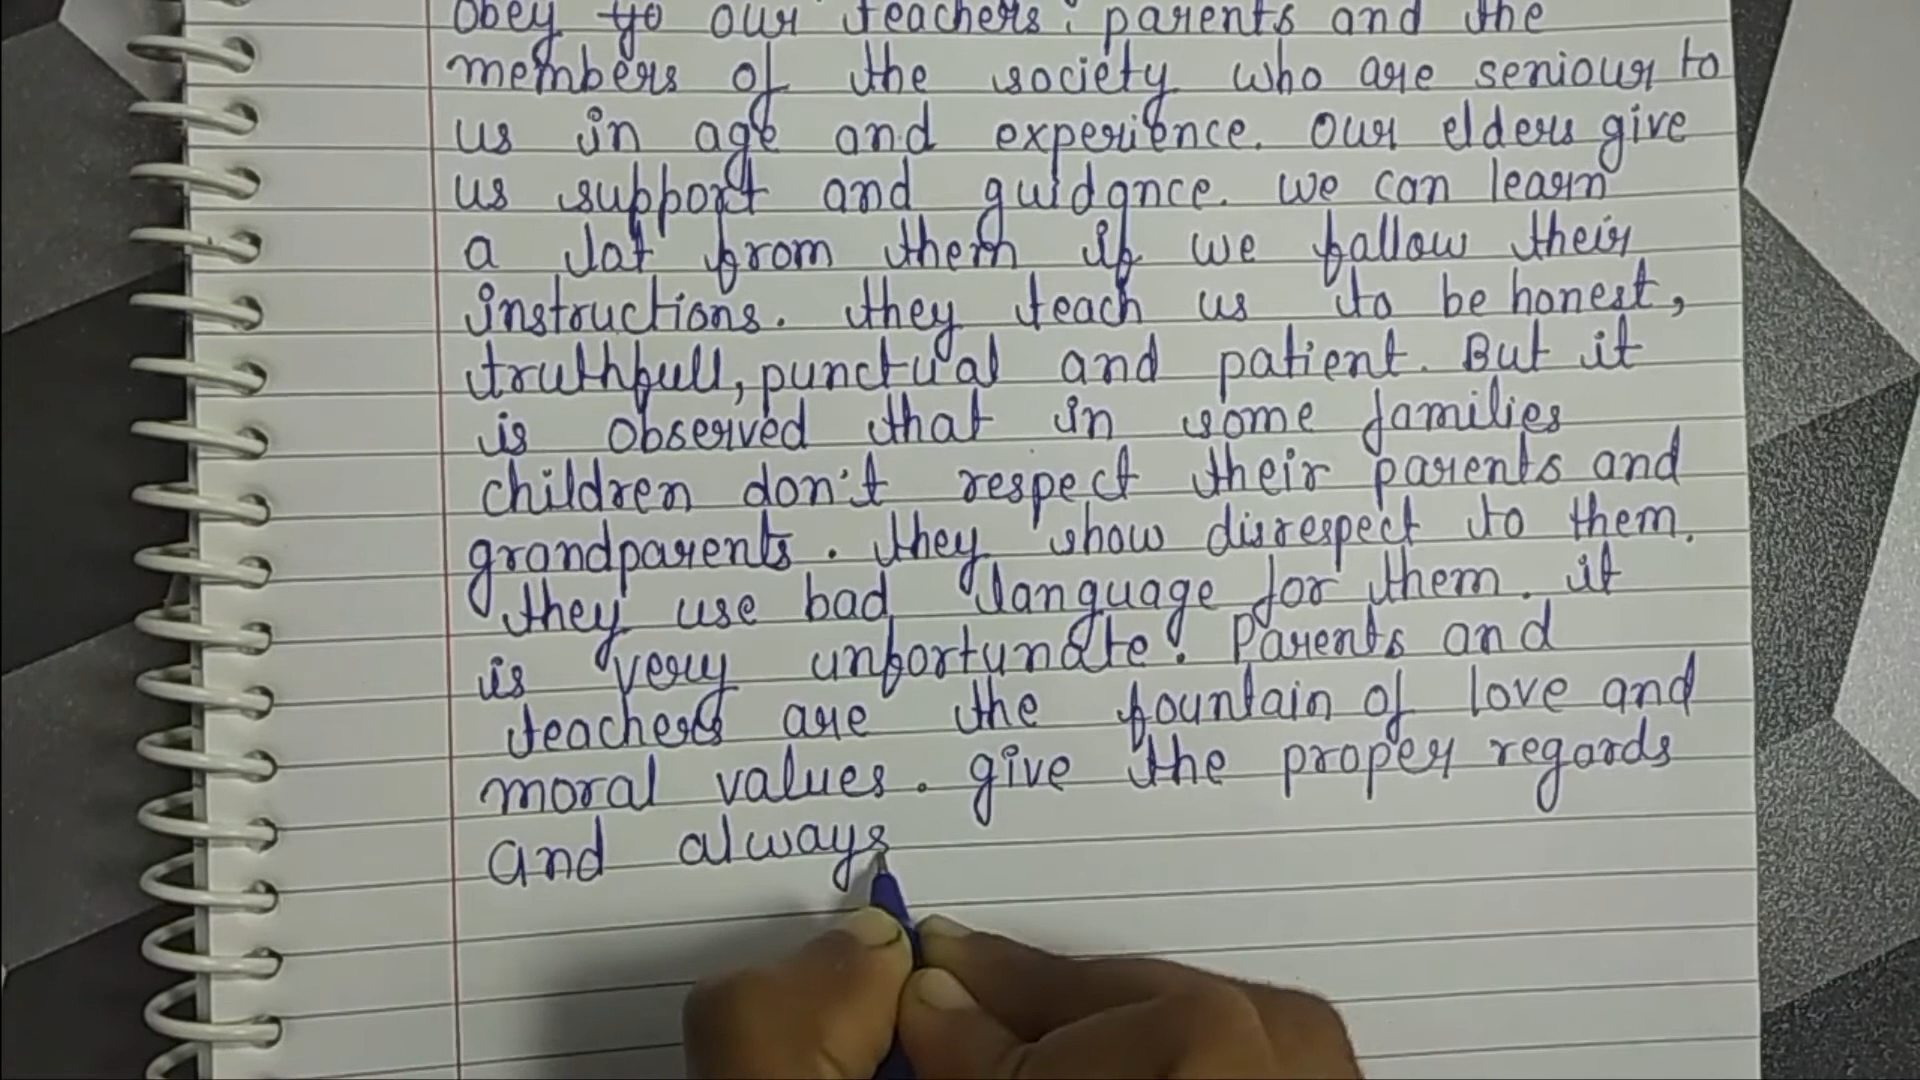 obey to our teachers, parents and the
members of the society who are seniour to
us in age and experience. Our elders give
us support and guidance. we can learn
a lot from them if we fallow their
instructions. they teach us to be honest,
truthfull, punctual and patient. But it
is observed that in some families
children don't respect their parents and
grandparents. they show disrespect to them.
they use bad language for them. it
is very unfortunate. Parents and
teachers are the fountain of love and
moral values. give the proper regards
and always